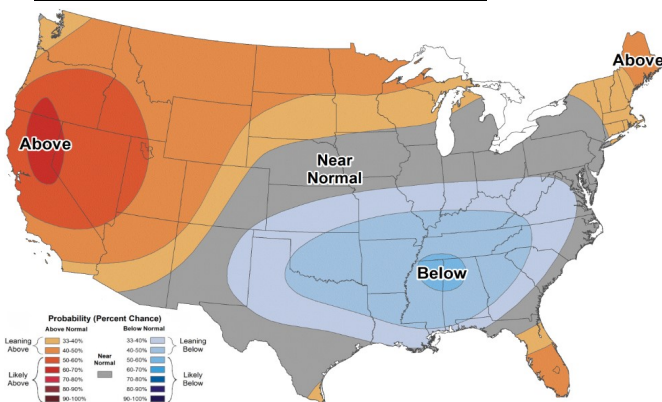 Above
Above
Near
Normal
Below
Probability (Percent Chance)
Above Normal Below Normal
Leaning
Above
33-40%
40-50%
Likely
Above
50-60%
60-70%
70-80%
80-90%
90-100%
Near
Normal
33-40%
40-50%
Leaning
Below
50-60%
60-70%
70-80%
80-90%
90-100%
Likely
Below